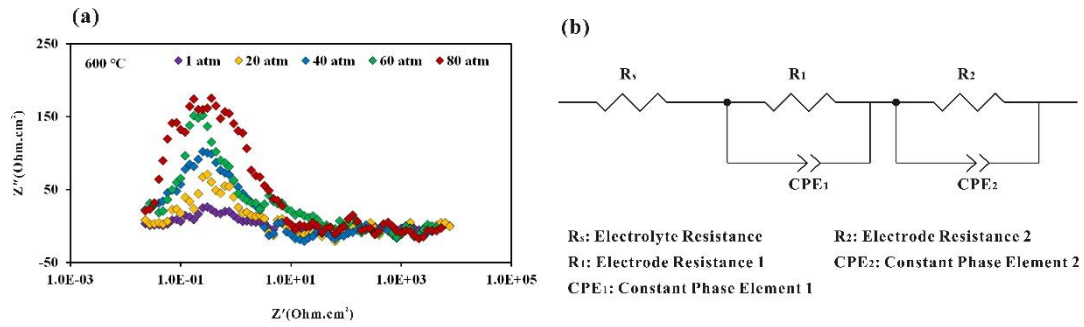 (a)
250
150
50
-50
Z″(Ohm.cm²)
600 °C
1 atm
20 atm
40 atm
60 atm
80 atm
1.0E-03
1.0E-01
1.0E+01
1.0E+03
1.0E+05
Z′(Ohm.cm²)
(b)
Rₛ
R₁
R₂
CPE₁
CPE₂
Rₛ: Electrolyte Resistance
R₂: Electrode Resistance 2
R₁: Electrode Resistance 1
CPE₂: Constant Phase Element 2
CPE₁: Constant Phase Element 1